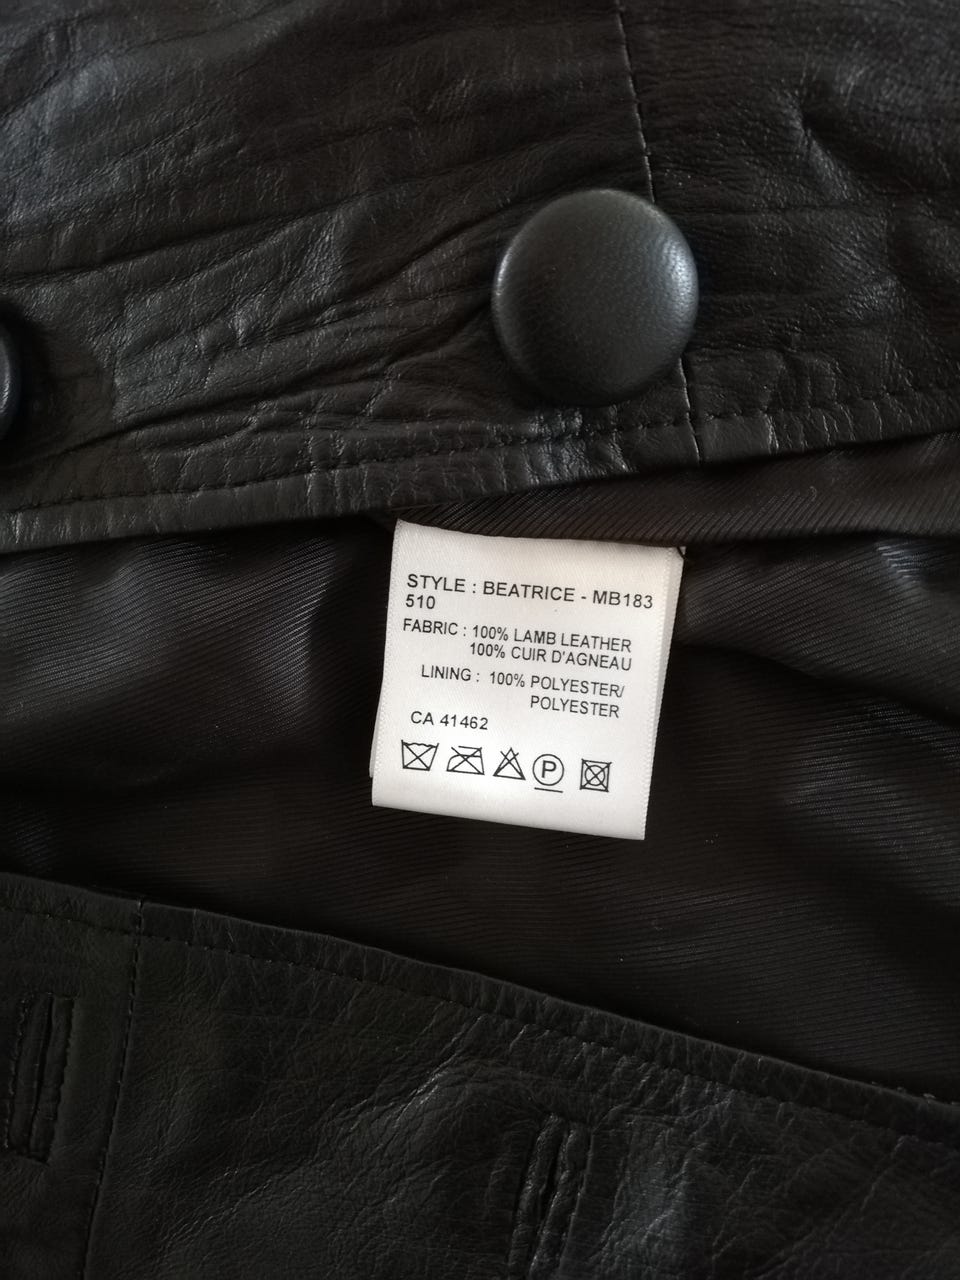 STYLE : BEATRICE - MB183
510
FABRIC : 100% LAMB LEATHER
100% CUIR D'AGNEAU
LINING : 100% POLYESTER/
POLYESTER
CA 41462
P